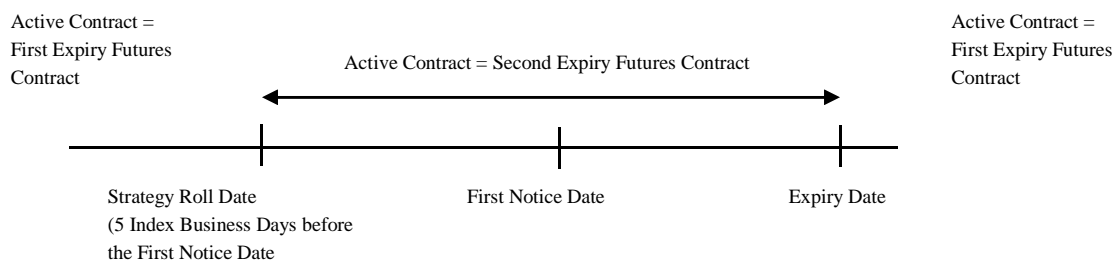 Active Contract =
First Expiry Futures
Contract
Active Contract = Second Expiry Futures Contract
Active Contract =
First Expiry Futures
Contract
Strategy Roll Date
(5 Index Business Days before
the First Notice Date
First Notice Date
Expiry Date